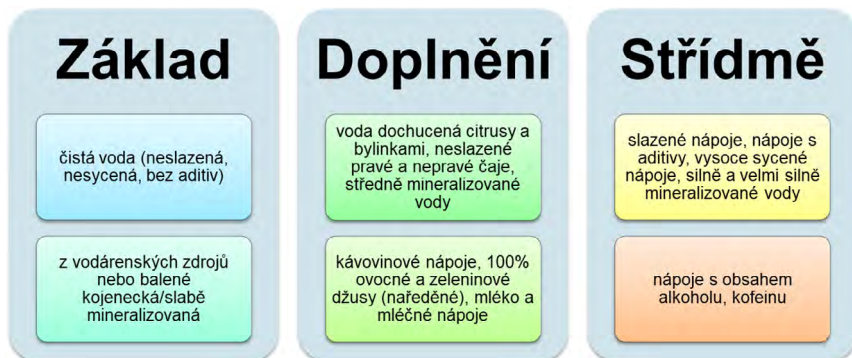 Základ
čistá voda (neslazená,
nesycená, bez aditiv)
z vodárenských zdrojů
nebo balené
kojenecká/slabě
mineralizovaná
Doplnění
voda dochucená citrusy a
bylinkami, neslazené
pravé a nepravé čaje,
středně mineralizované
vody
kávovinové nápoje, 100%
ovocné a zeleninové
džusy (naředěné), mléko a
mléčné nápoje
Střídmě
slazené nápoje, nápoje s
aditivy, vysoce sycené
nápoje, silně a velmi silně
mineralizované vody
nápoje s obsahem
alkoholu, kofeinu